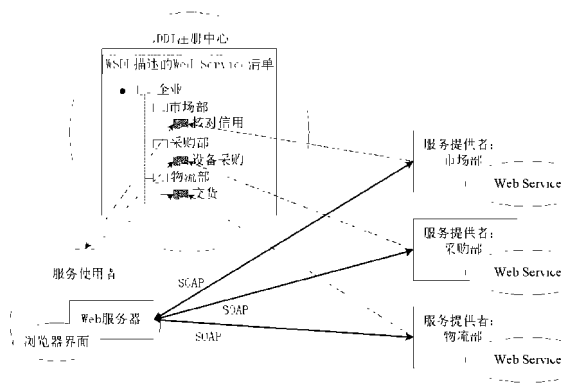 UDDI注册中心
WSDL描述的Web Service清单
企业
市场部
核对信用
采购部
设备采购
物流部
交货
服务提供者:
市场部
Web Service
服务提供者:
采购部
Web Service
服务使用者
SOAP
SOAP
SOAP
Web服务器
浏览器界面
服务提供者:
物流部
Web Service